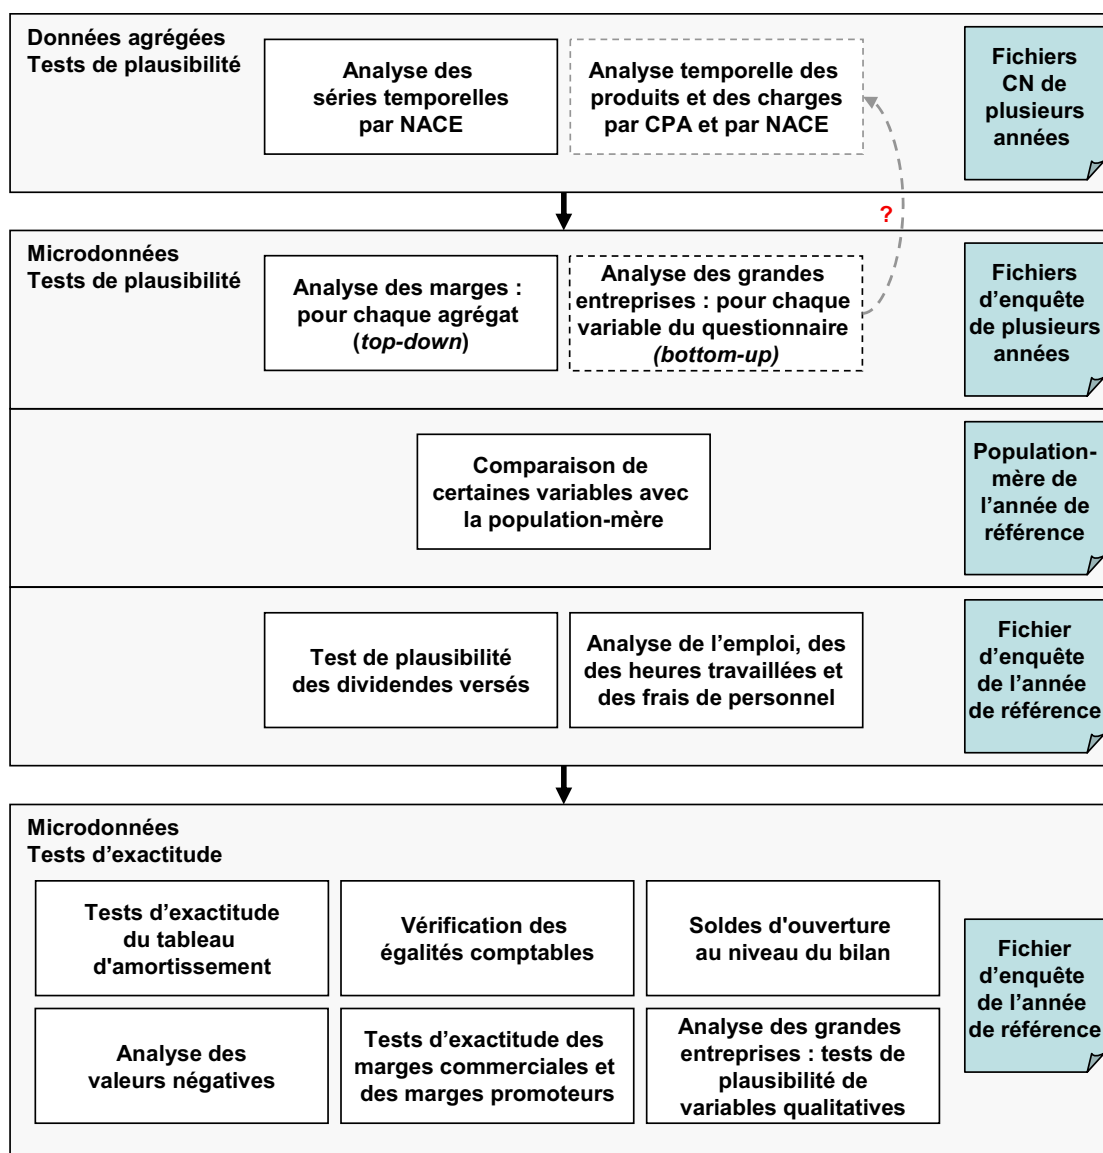 Données agrégées
Tests de plausibilité
Analyse des
séries temporelles
par NACE
Analyse temporelle des
produits et des charges
par CPA et par NACE
Fichiers
CN de
plusieurs
années
?
Microdonnées
Tests de plausibilité
Analyse des marges :
pour chaque agrégat
(top-down)
Analyse des grandes
entreprises : pour chaque
variable du questionnaire
(bottom-up)
Fichiers
d’enquête
de plusieurs
années
Comparaison de
certaines variables avec
la population-mère
Population-
mère de
l’année de
référence
Test de plausibilité
des dividendes versés
Analyse de l’emploi, des
des heures travaillées et
des frais de personnel
Fichier
d’enquête
de l’année
de référence
Microdonnées
Tests d’exactitude
Tests d’exactitude
du tableau
d'amortissement
Vérification des
égalités comptables
Soldes d'ouverture
au niveau du bilan
Analyse des
valeurs négatives
Tests d’exactitude des
marges commerciales et
des marges promoteurs
Analyse des grandes
entreprises : tests de
plausibilité de
variables qualitatives
Fichier
d’enquête
de l’année
de référence